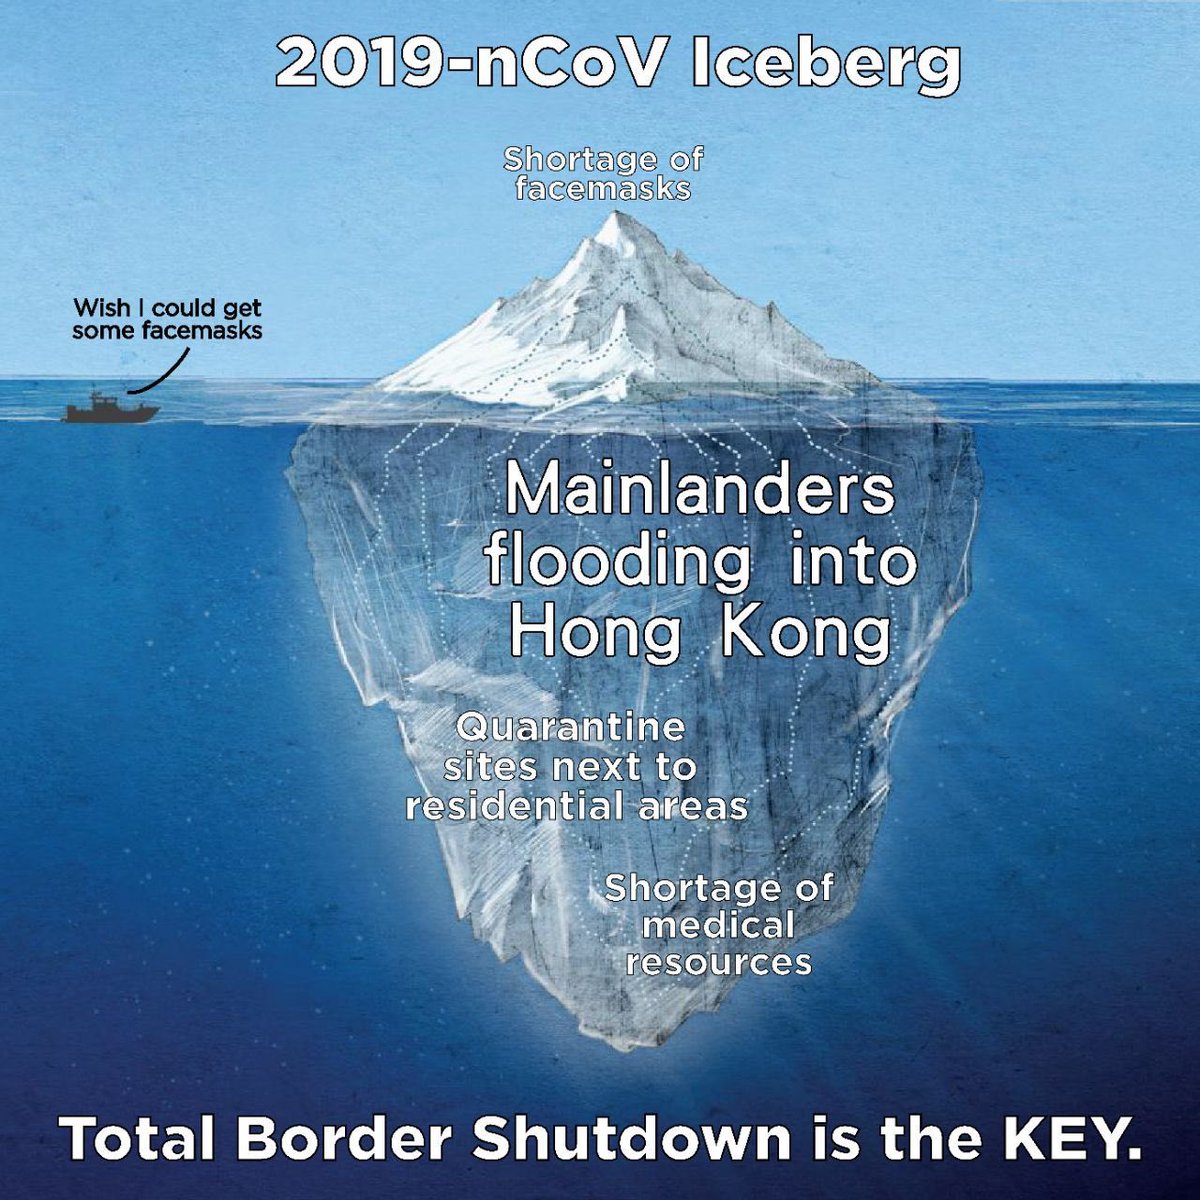 2019-nCoV Iceberg
Shortage of
facemasks
Wish I could get
some facemasks
Mainlanders
flooding into
Hong Kong
Quarantine
sites next to
residential areas
Shortage of
medical
resources
Total Border Shutdown is the KEY.